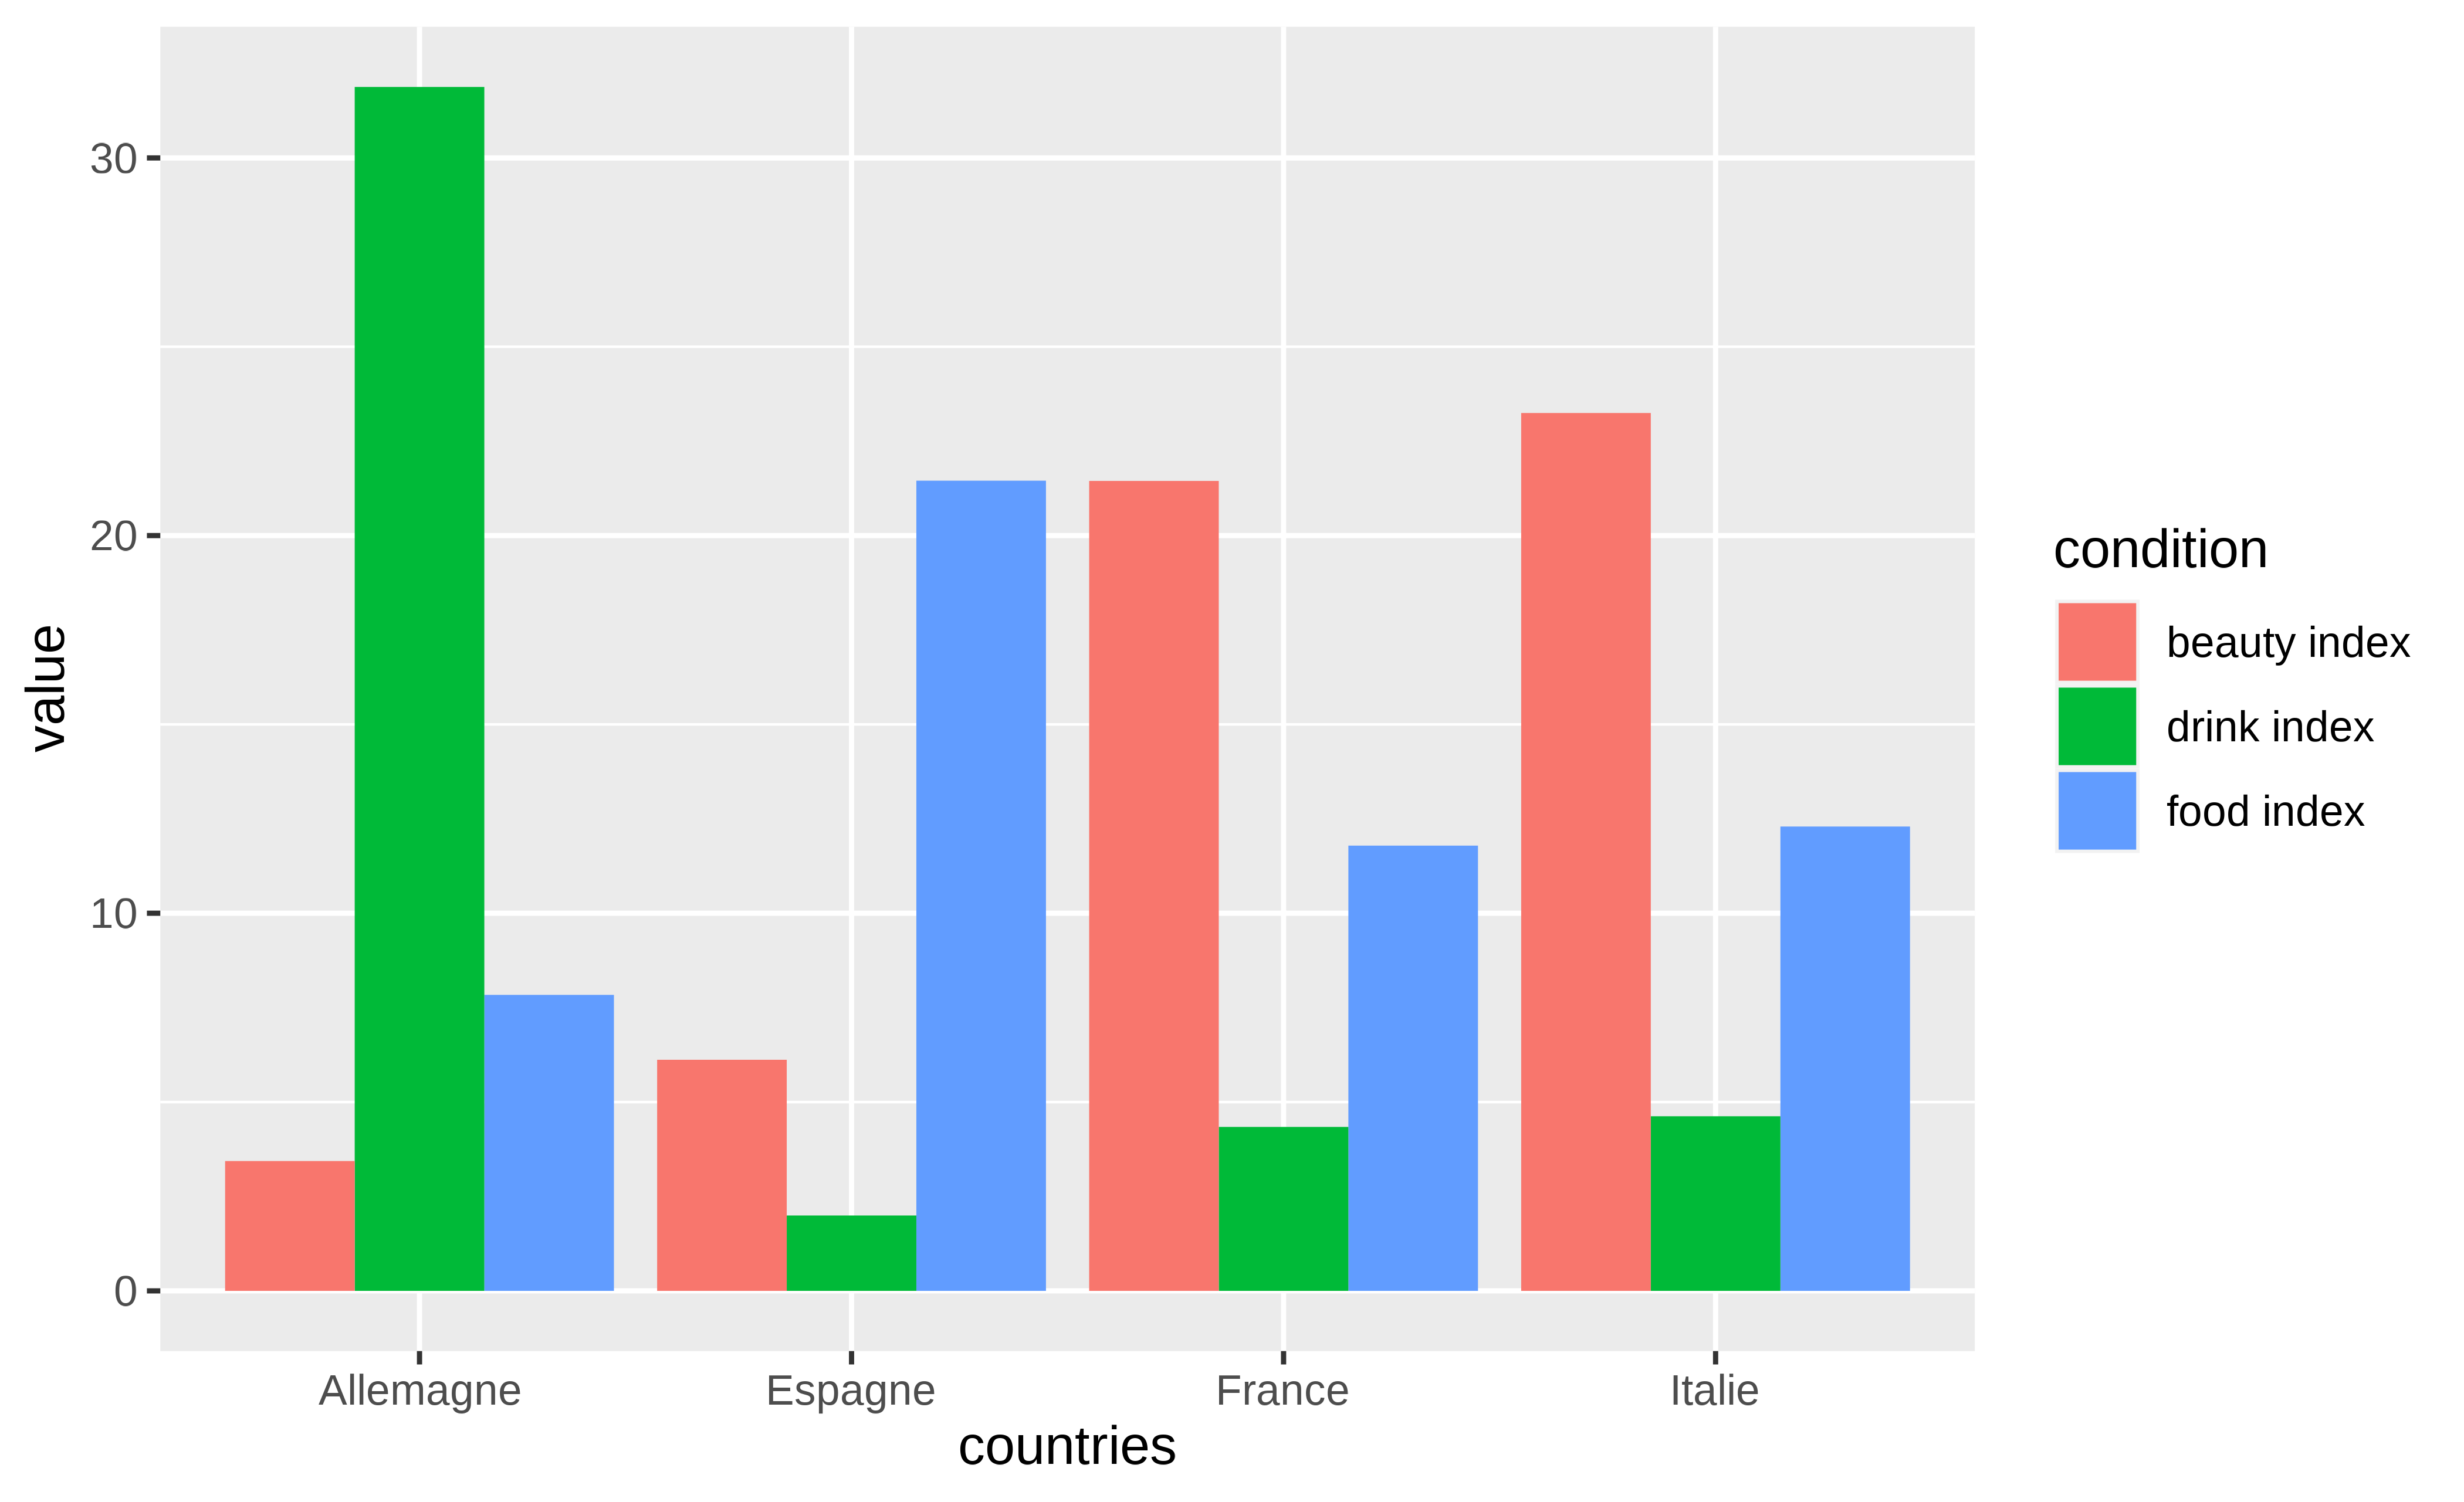 value
30
20
10
0
Allemagne Espagne France Italie
countries
condition
beauty index
drink index
food index